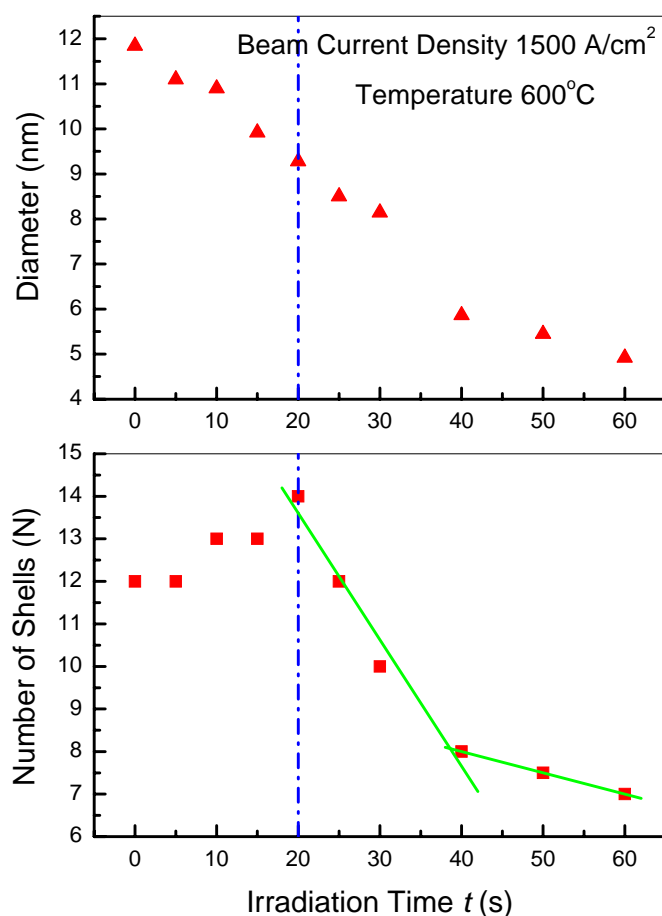 Beam Current Density 1500 A/cm²
Temperature 600°C
Diameter (nm)
12
11
10
9
8
7
6
5
4
0 10 20 30 40 50 60
Number of Shells (N)
15
14
13
12
11
10
9
8
7
6
0 10 20 30 40 50 60
Irradiation Time t (s)